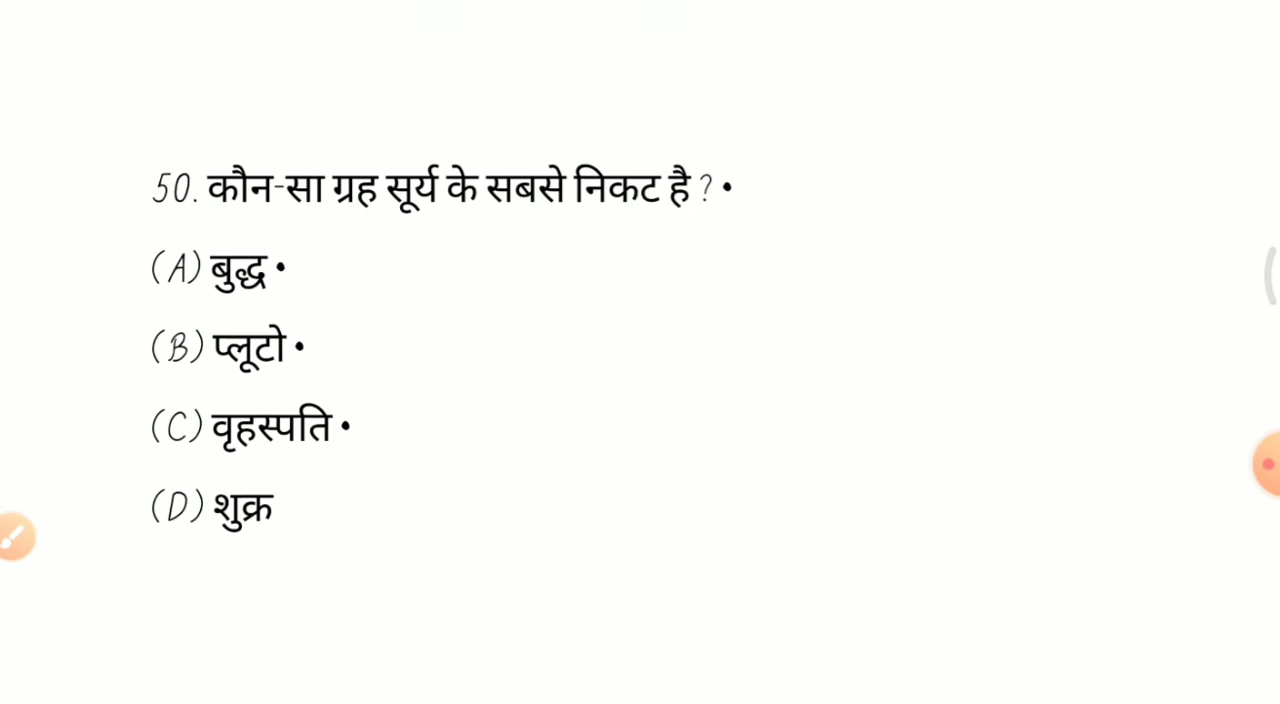 50. कौन-सा ग्रह सूर्य के सबसे निकट है ? •
(A) बुद्ध •
(B) प्लूटो •
(C) वृहस्पति •
(D) शुक्र